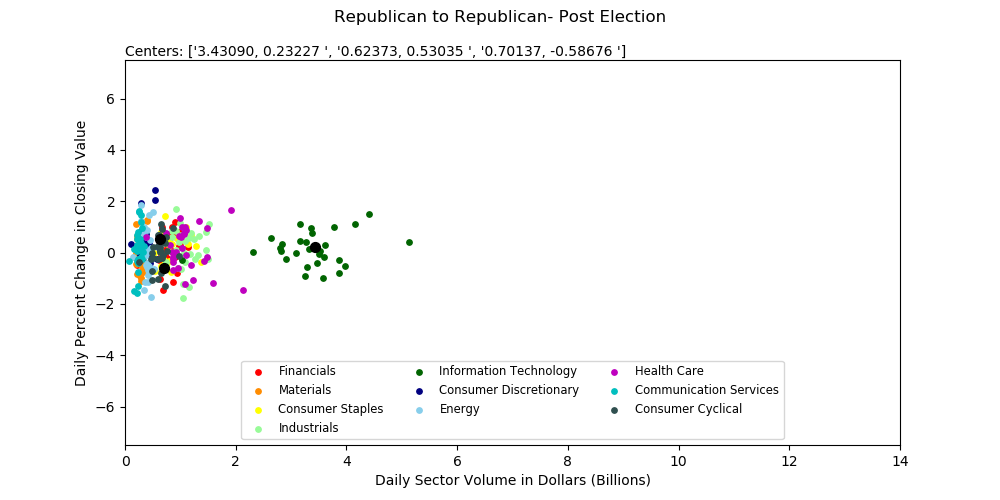 Republican to Republican- Post Election
Centers: ['3.43090, 0.23227 ', '0.62373, 0.53035 ', '0.70137, -0.58676 ']
Daily Percent Change in Closing Value
6
4
2
0
−2
−4
−6
Financials
Materials
Consumer Staples
Industrials
Information Technology
Consumer Discretionary
Energy
Health Care
Communication Services
Consumer Cyclical
0 2 4 6 8 10 12 14
Daily Sector Volume in Dollars (Billions)